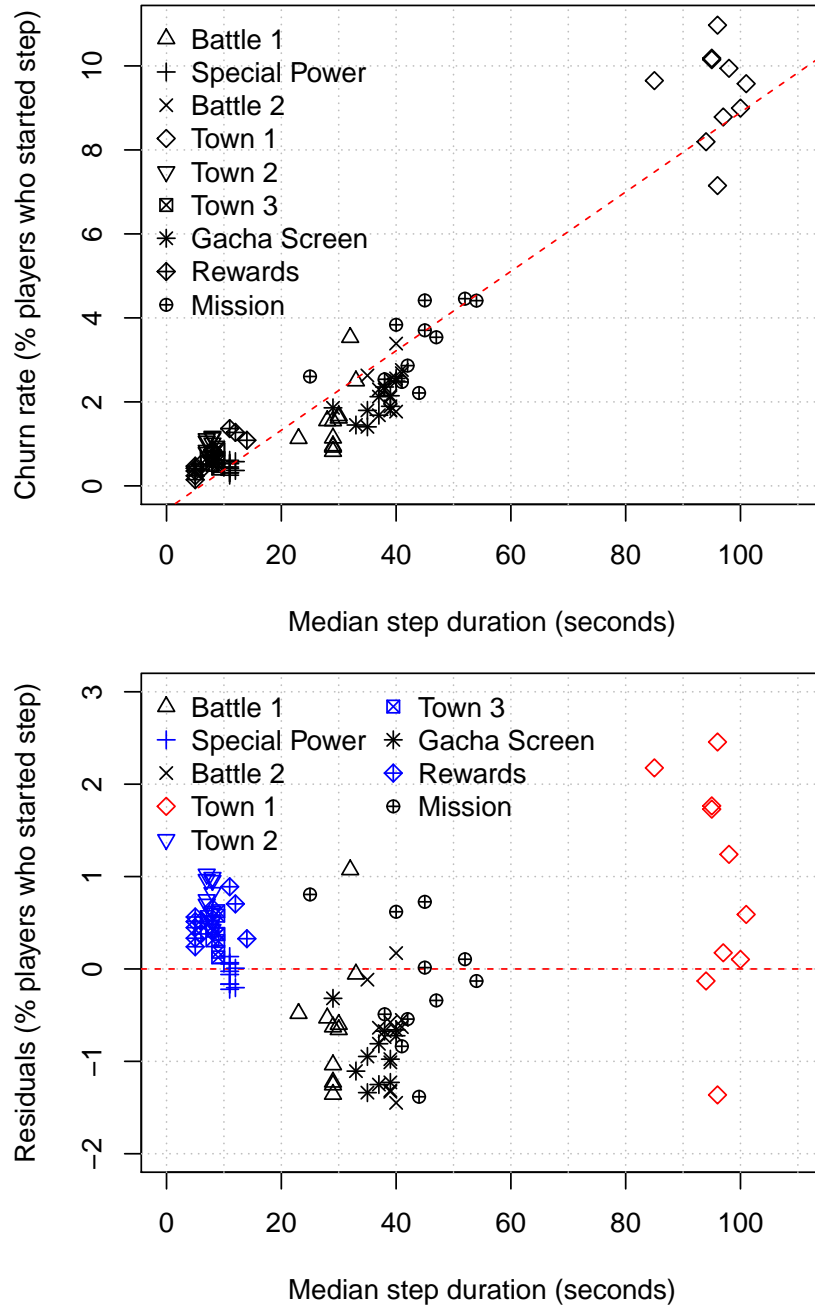 Battle 1
Special Power
Battle 2
Town 1
Town 2
Town 3
Gacha Screen
Rewards
Mission
Churn rate (% players who started step)
10
8
6
4
2
0
0 20 40 60 80 100
Median step duration (seconds)
Battle 1 Town 3
Special Power Gacha Screen
Battle 2 Rewards
Town 1 Mission
Town 2
Residuals (% players who started step)
3
2
1
0
−1
−2
0 20 40 60 80 100
Median step duration (seconds)